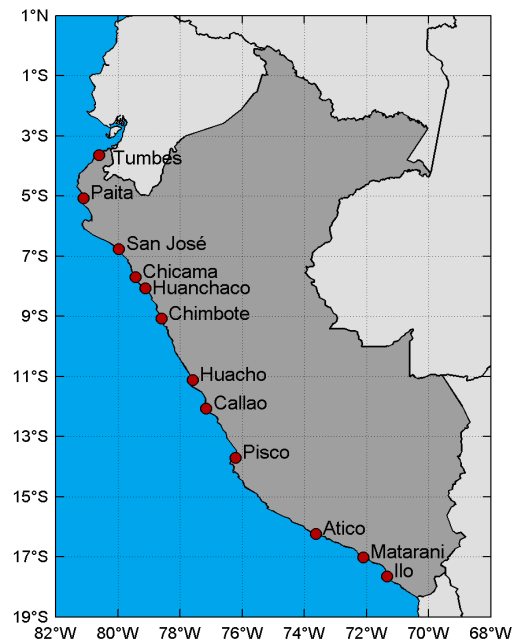 1°N
1°S
3°S
Tumbes
5°S
Paita
San José
7°S
Chicama
Huanchaco
9°S
Chimbote
11°S
Huacho
Callao
13°S
Pisco
15°S
Atico
17°S
Matarani
Ilo
19°S
82°W 80°W 78°W 76°W 74°W 72°W 70°W 68°W